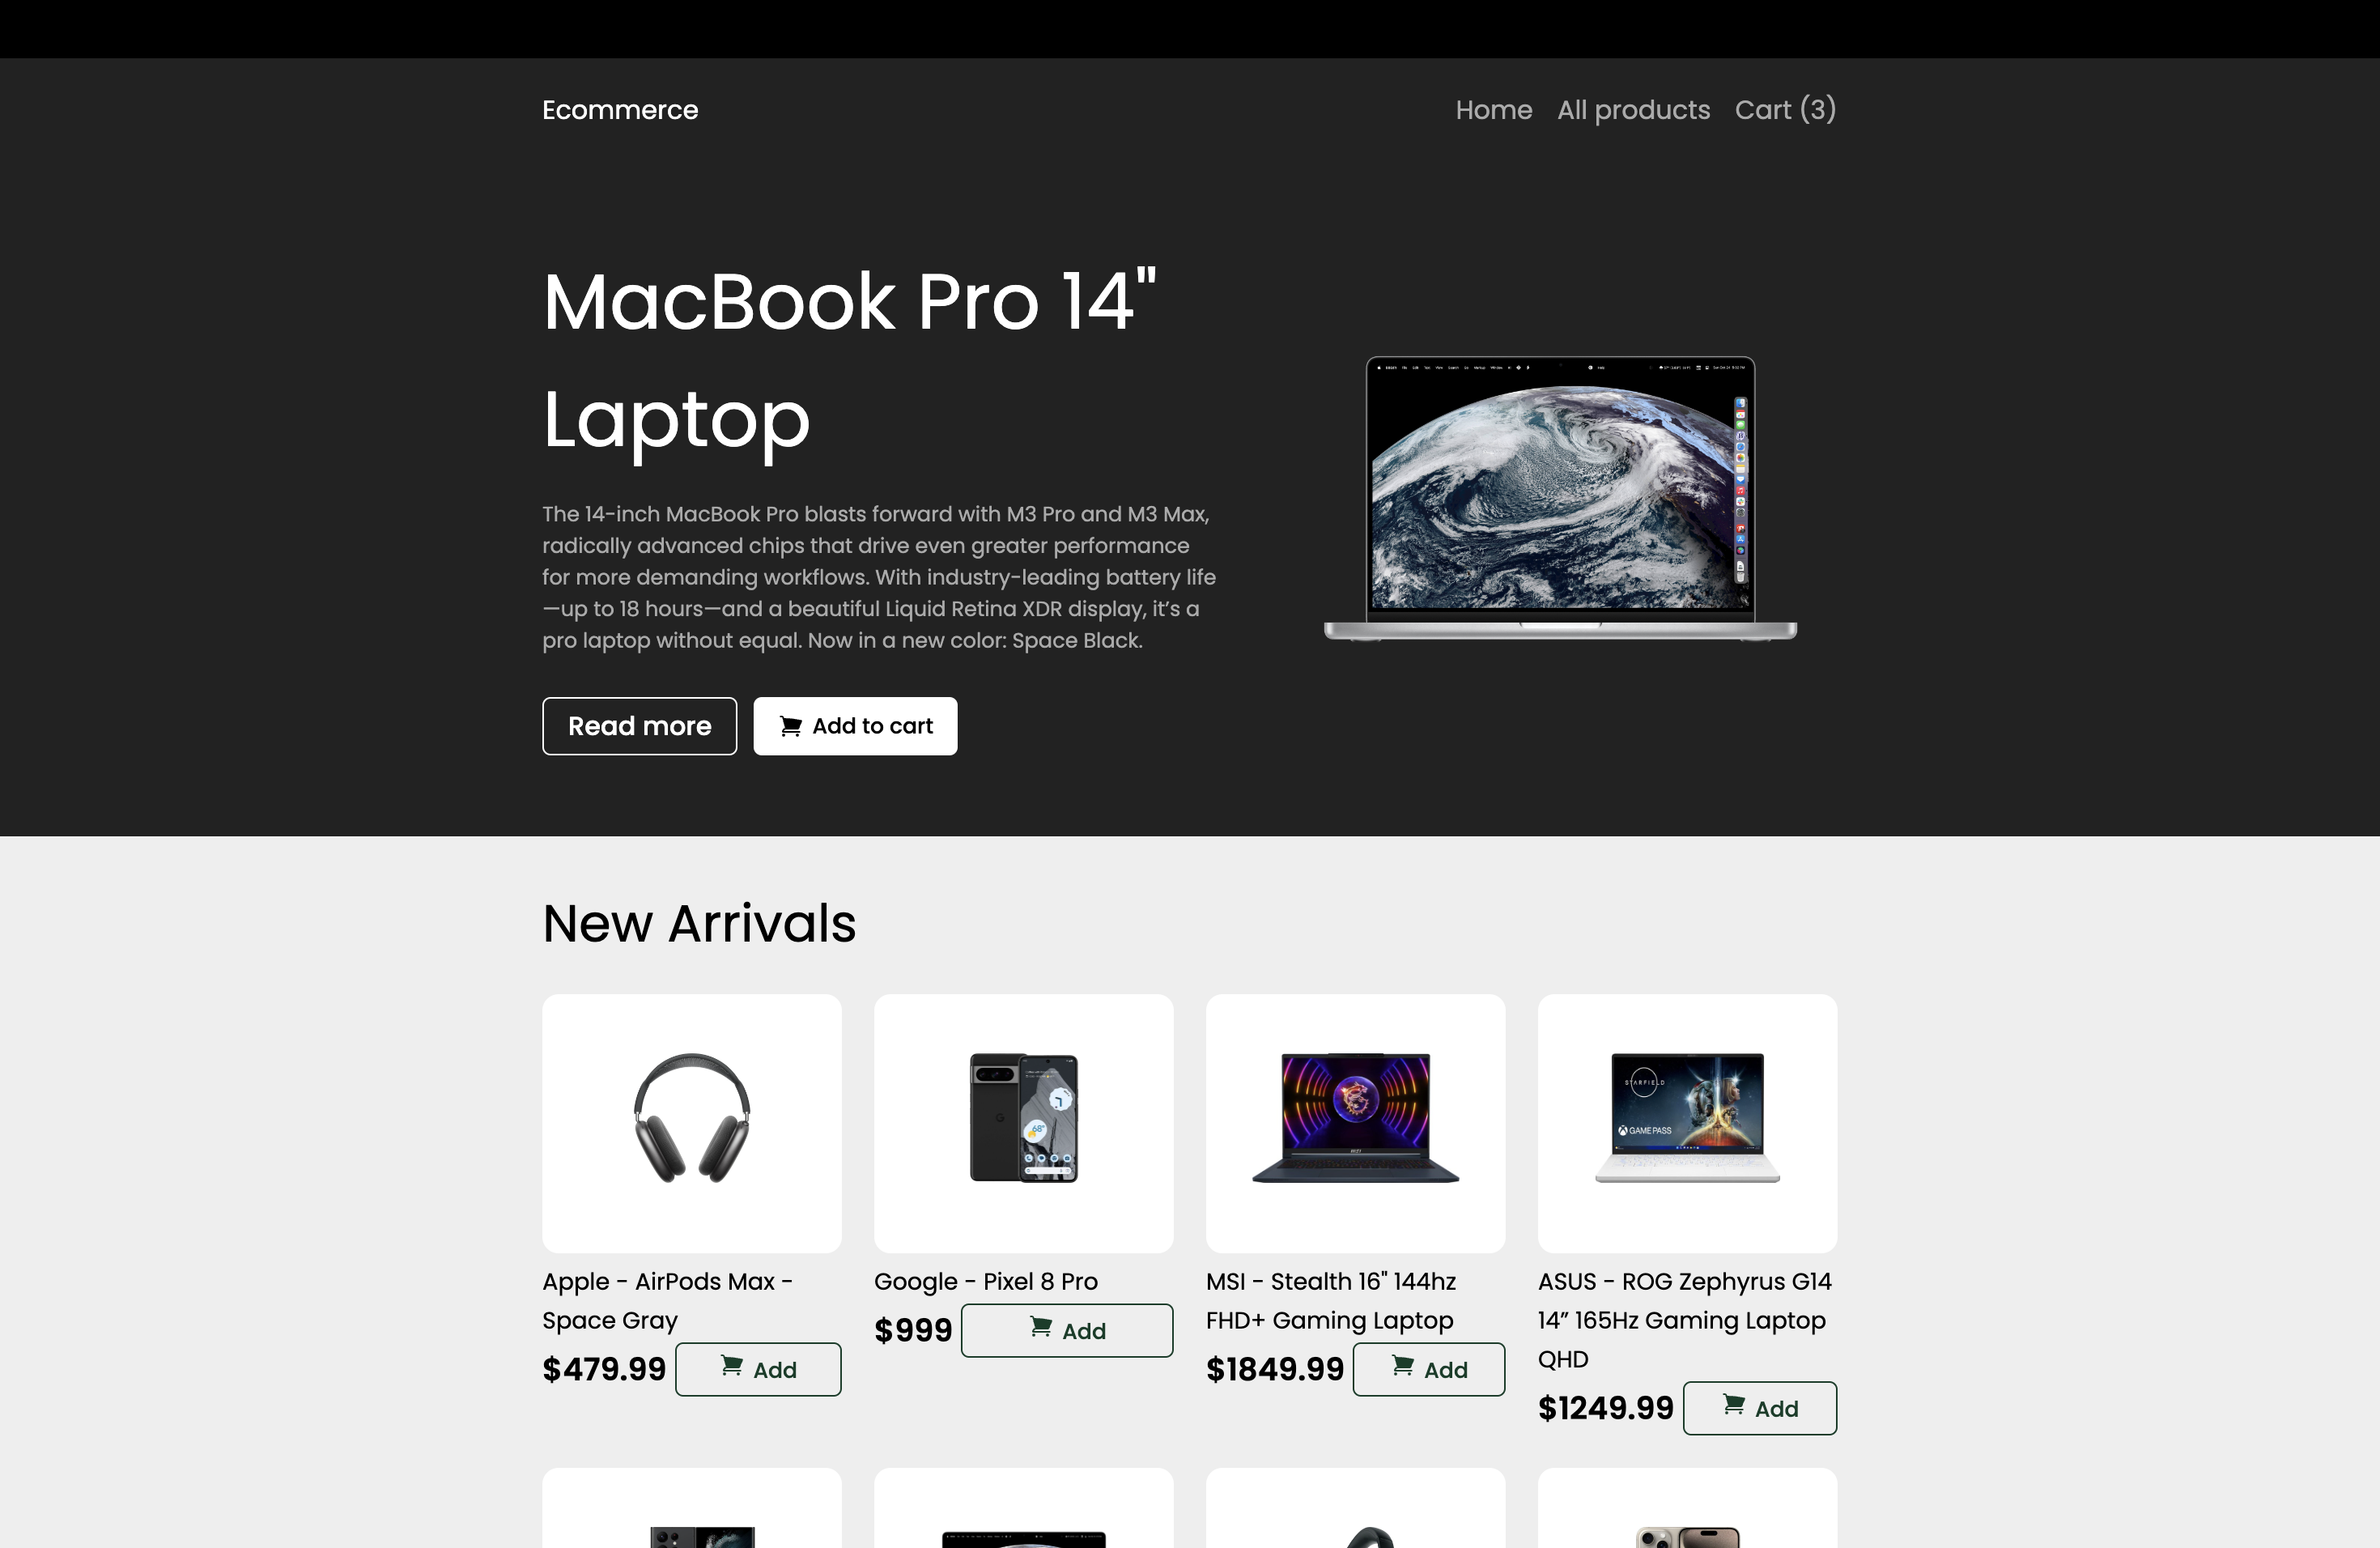 Ecommerce
Home All products Cart (3)
MacBook Pro 14"
Laptop
The 14-inch MacBook Pro blasts forward with M3 Pro and M3 Max,
radically advanced chips that drive even greater performance
for more demanding workflows. With industry-leading battery life
—up to 18 hours—and a beautiful Liquid Retina XDR display, it’s a
pro laptop without equal. Now in a new color: Space Black.
Read more
Add to cart
New Arrivals
STARFIELD
GAME PASS
68°
Apple - AirPods Max -
Space Gray
$479.99 Add
Google - Pixel 8 Pro
$999 Add
MSI - Stealth 16" 144hz
FHD+ Gaming Laptop
$1849.99 Add
ASUS - ROG Zephyrus G14
14” 165Hz Gaming Laptop
QHD
$1249.99 Add